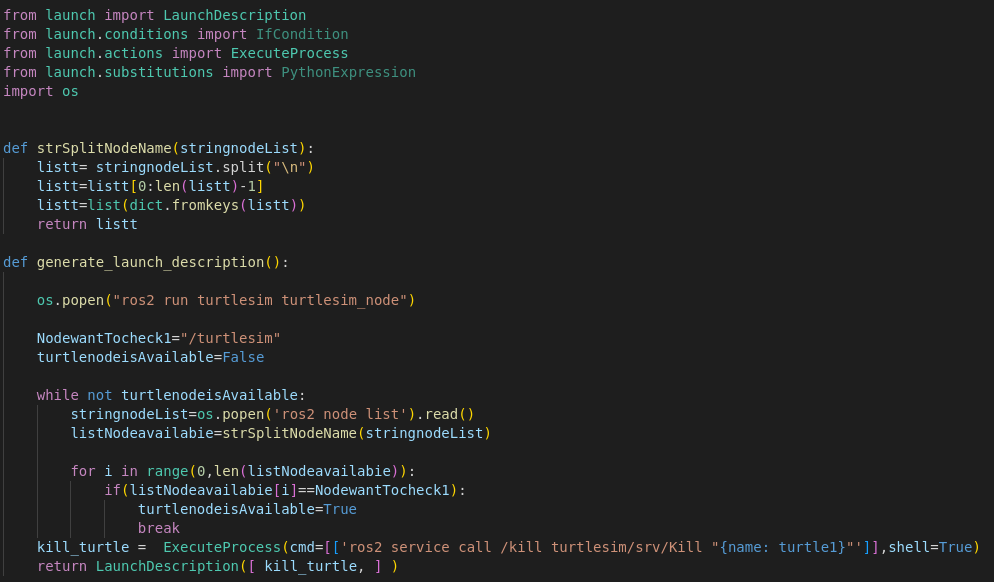 from launch import LaunchDescription
from launch.conditions import IfCondition
from launch.actions import ExecuteProcess
from launch.substitutions import PythonExpression
import os
def strSplitNodeName(stringnodeList):
    listt= stringnodeList.split("\n")
    listt=listt[0:len(listt)-1]
    listt=list(dict.fromkeys(listt))
    return listt
def generate_launch_description():
    os.popen("ros2 run turtlesim turtlesim_node")
    NodewantTocheck1="/turtlesim"
    turtlenodeisAvailable=False
    while not turtlenodeisAvailable:
        stringnodeList=os.popen('ros2 node list').read()
        listNodeavailabie=strSplitNodeName(stringnodeList)
        for i in range(0,len(listNodeavailabie)):
            if(listNodeavailabie[i]==NodewantTocheck1):
                turtlenodeisAvailable=True
                break
    kill_turtle =  ExecuteProcess(cmd=[['ros2 service call /kill turtlesim/srv/Kill "{name: turtle1}"']],shell=True)
    return LaunchDescription([ kill_turtle, ] )